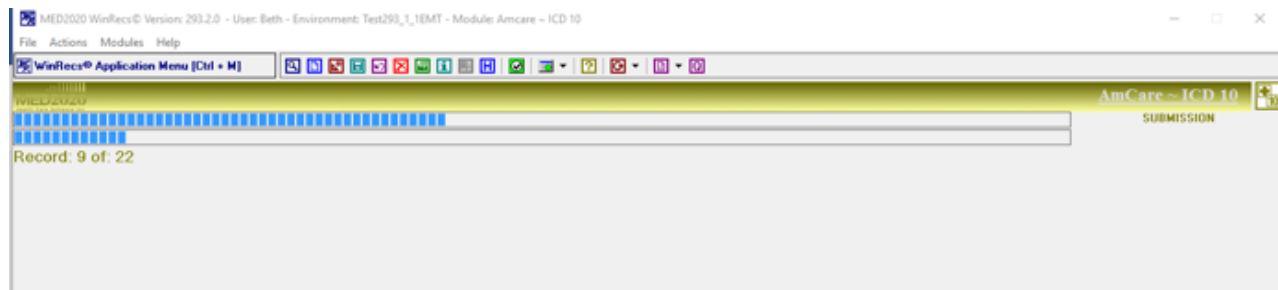 MED2020 WinRecs© Version: 293.2.0 - User: Beth - Environment: Test293_1_1EMT - Module: Amcare ~ ICD 10
File Actions Modules Help
WinRecs© Application Menu [Ctrl + M]
MED2020
AmCare ~ ICD 10
SUBMISSION
Record: 9 of: 22